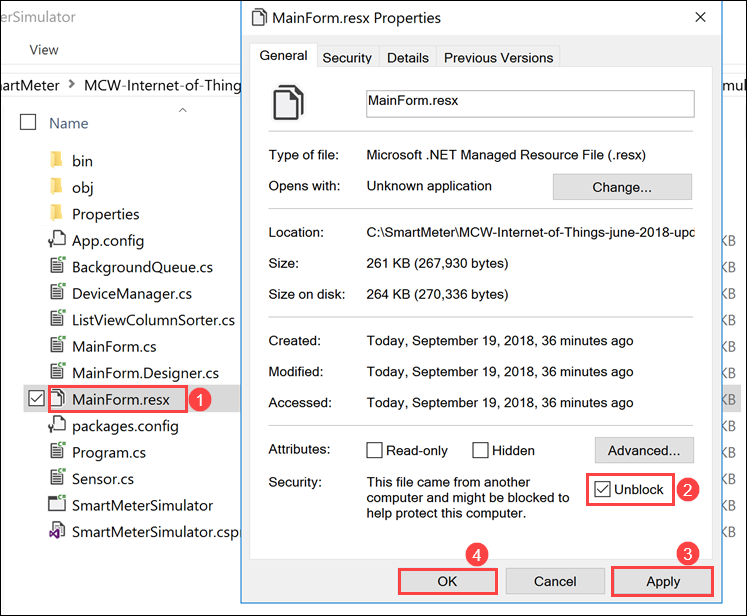 erSimulator
View
artMeter > MCW-Internet-of-Things
Name
bin
obj
Properties
App.config
BackgroundQueue.cs
DeviceManager.cs
ListViewColumnSorter.cs
MainForm.cs
MainForm.Designer.cs
MainForm.resx
1
packages.config
Program.cs
Sensor.cs
SmartMeterSimulator
SmartMeterSimulator.csp
MainForm.resx Properties
General Security Details Previous Versions
MainForm.resx
Type of file: Microsoft .NET Managed Resource File (.resx)
Opens with: Unknown application Change...
Location: C:\SmartMeter\MCW-Internet-of-Things-june-2018-upd
Size: 261 KB (267,930 bytes)
Size on disk: 264 KB (270,336 bytes)
Created: Today, September 19, 2018, 36 minutes ago
Modified: Today, September 19, 2018, 36 minutes ago
Accessed: Today, September 19, 2018, 36 minutes ago
Attributes: Read-only Hidden Advanced...
Security: This file came from another
computer and might be blocked to
help protect this computer.
Unblock 2
4 3
OK Cancel Apply
mul
KB
KB
KB
KB
KB
KB
KB
KB
KB
KB
KB
KB